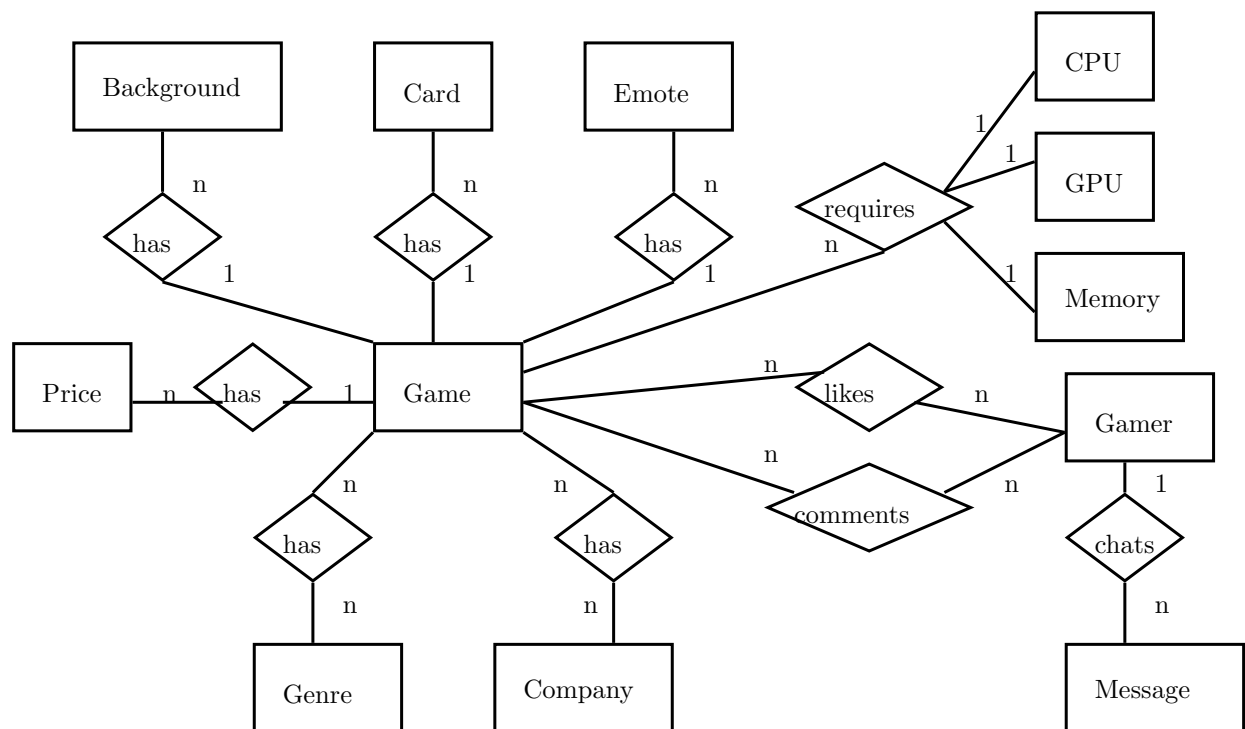 CPU
Background
Card
Emote
1
1
GPU
n
n
n
requires
has
has
has
n
1
1
1
1
Memory
n
Price
n
has
1
Game
likes
n
Gamer
n
n
n
n
1
comments
has
has
chats
n
n
n
Genre
Company
Message